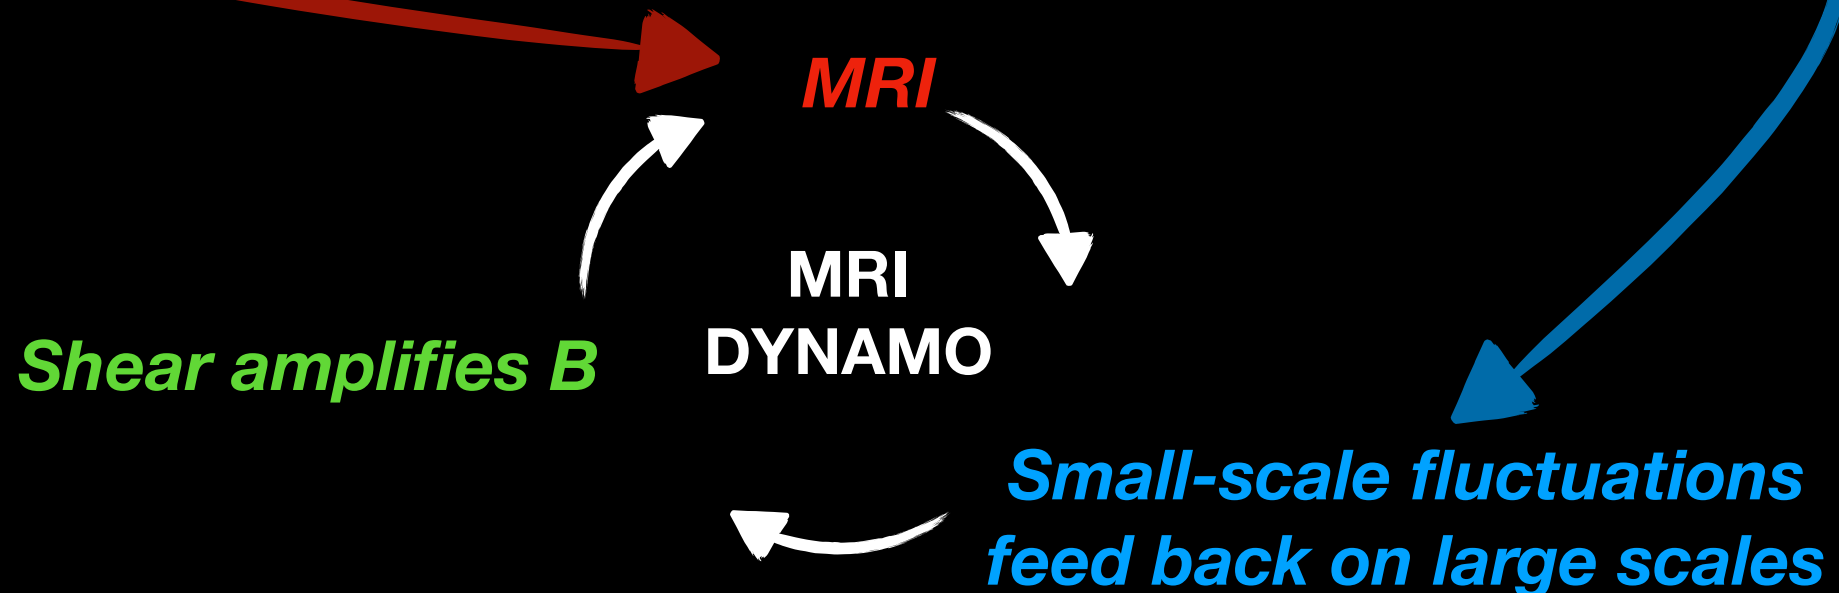 MRI
MRI
DYNAMO
Shear amplifies B
Small-scale fluctuations
feed back on large scales